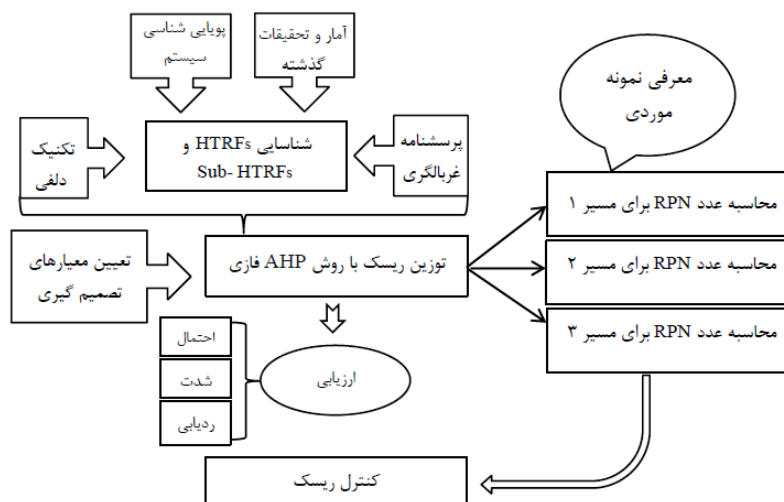 پویایی شناسی
سیستم
آمار و تحقیقات
گذشته
معرفی نمونه
موردی
تکنیک
دلفی
شناسایی HTRFs و
Sub- HTRFs
پرسشنامه
غربالگری
محاسبه عدد RPN برای مسیر ۱
تعیین معیارهای
تصمیم گیری
توزین ریسک با روش AHP فازی
محاسبه عدد RPN برای مسیر ۲
محاسبه عدد RPN برای مسیر ۳
احتمال
شدت
ردیابی
ارزیابی
کنترل ریسک